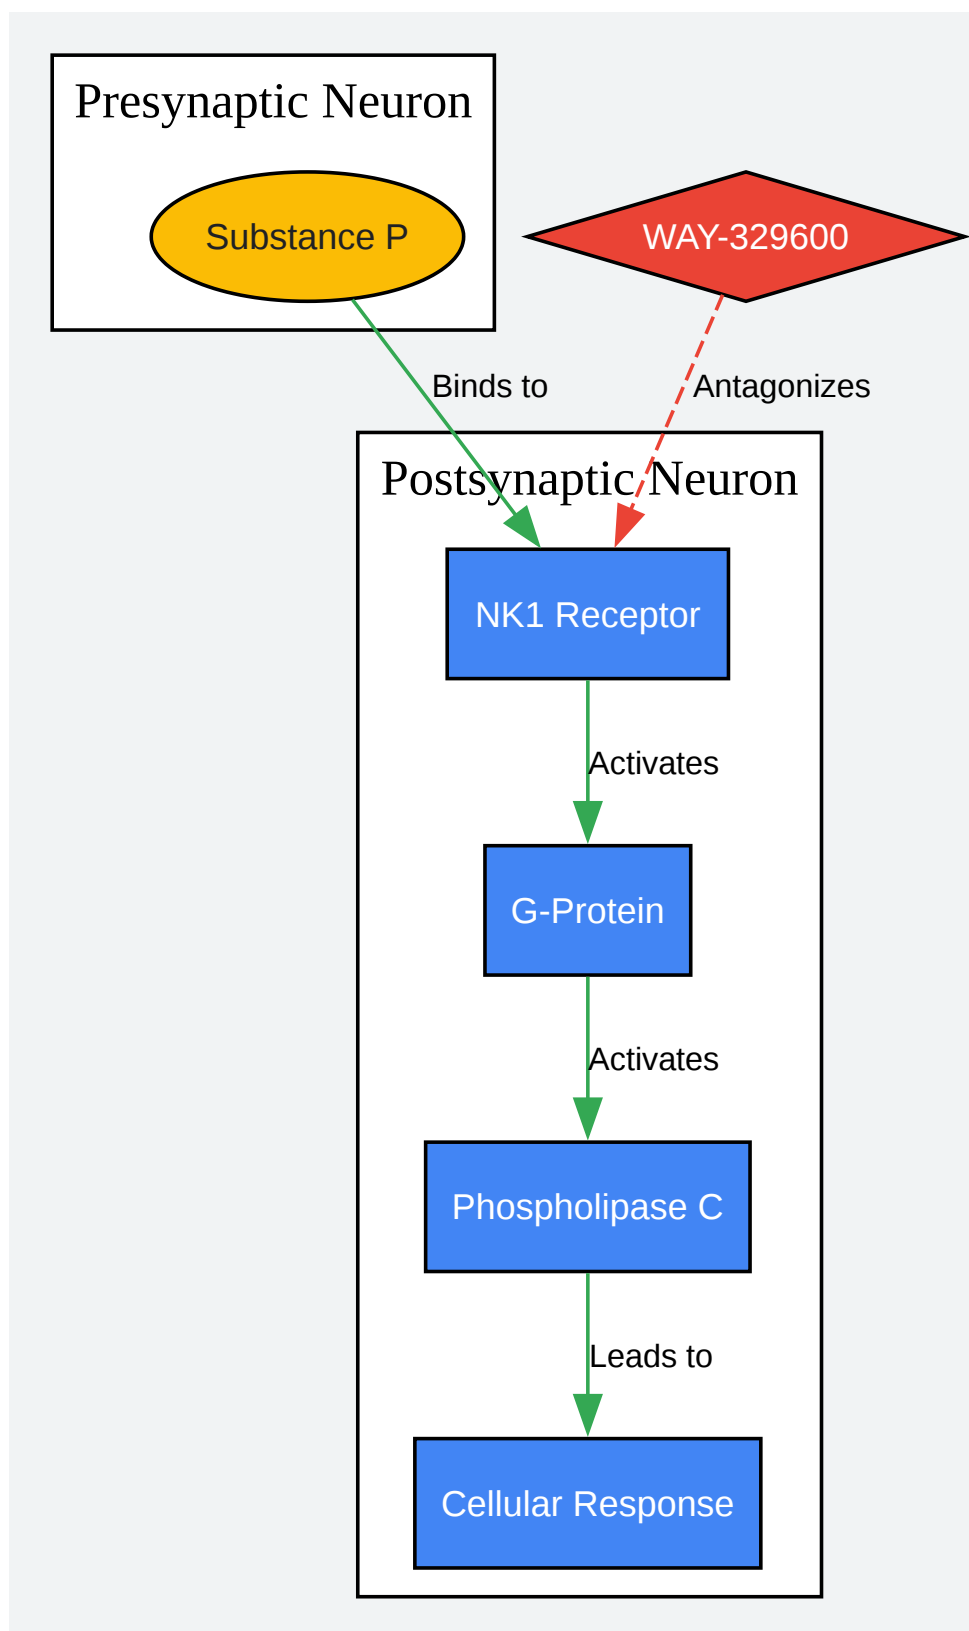 Presynaptic Neuron
Substance P
WAY-329600
Binds to
Antagonizes
Postsynaptic Neuron
NK1 Receptor
Activates
G-Protein
Activates
Phospholipase C
Leads to
Cellular Response